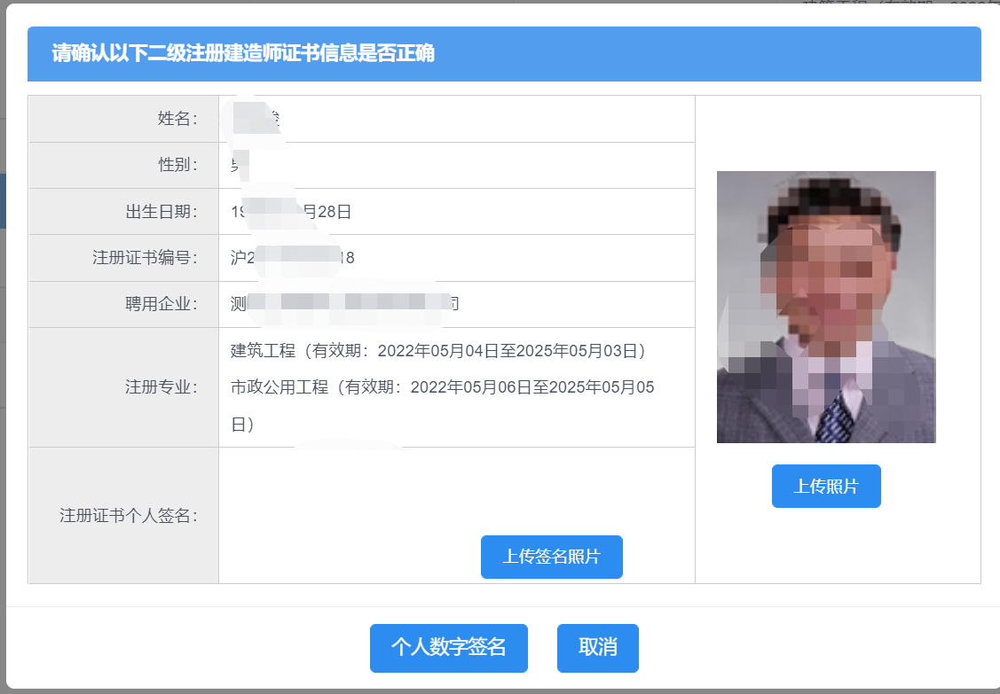 请确认以下二级注册建造师证书信息是否正确
姓名：
性别：
出生日期： 19 月28日
注册证书编号： 沪2 18
聘用企业： 测 司
注册专业： 建筑工程（有效期：2022年05月04日至2025年05月03日）
市政公用工程（有效期：2022年05月06日至2025年05月05
日）
上传照片
注册证书个人签名：
上传签名照片
个人数字签名 取消